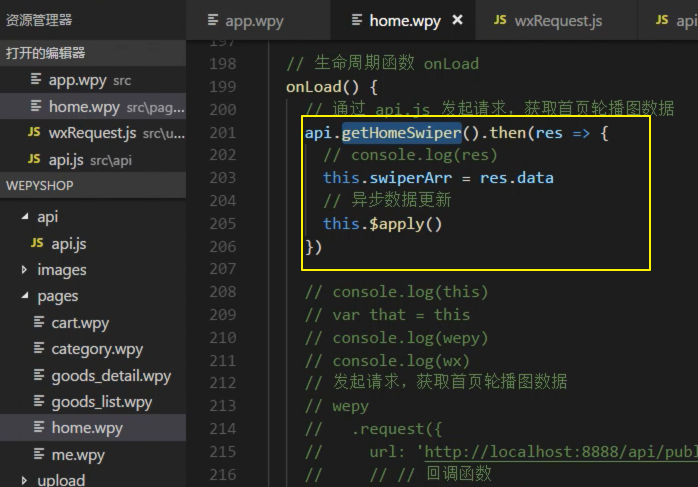 资源管理器
app.wpy
home.wpy ×
wxRequest.js
api
打开的编辑器
app.wpy src
home.wpy src\pag...
wxRequest.js src\u...
api.js src\api
WEPYSHOP
api
api.js
images
pages
cart.wpy
category.wpy
goods_detail.wpy
goods_list.wpy
home.wpy
me.wpy
upload
197
198 // 生命周期函数 onLoad
199 onLoad() {
200 // 通过 api.js 发起请求，获取首页轮播图数据
201 api.getHomeSwiper().then(res => {
202 // console.log(res)
203 this.swiperArr = res.data
204 // 异步数据更新
205 this.$apply()
206 })
207
208 // console.log(this)
209 // var that = this
210 // console.log(wepy)
211 // console.log(wx)
212 // 发起请求，获取首页轮播图数据
213 // wepy
214 // .request({
215 // url: 'http://localhost:8888/api/publ
216 // // // 回调函数